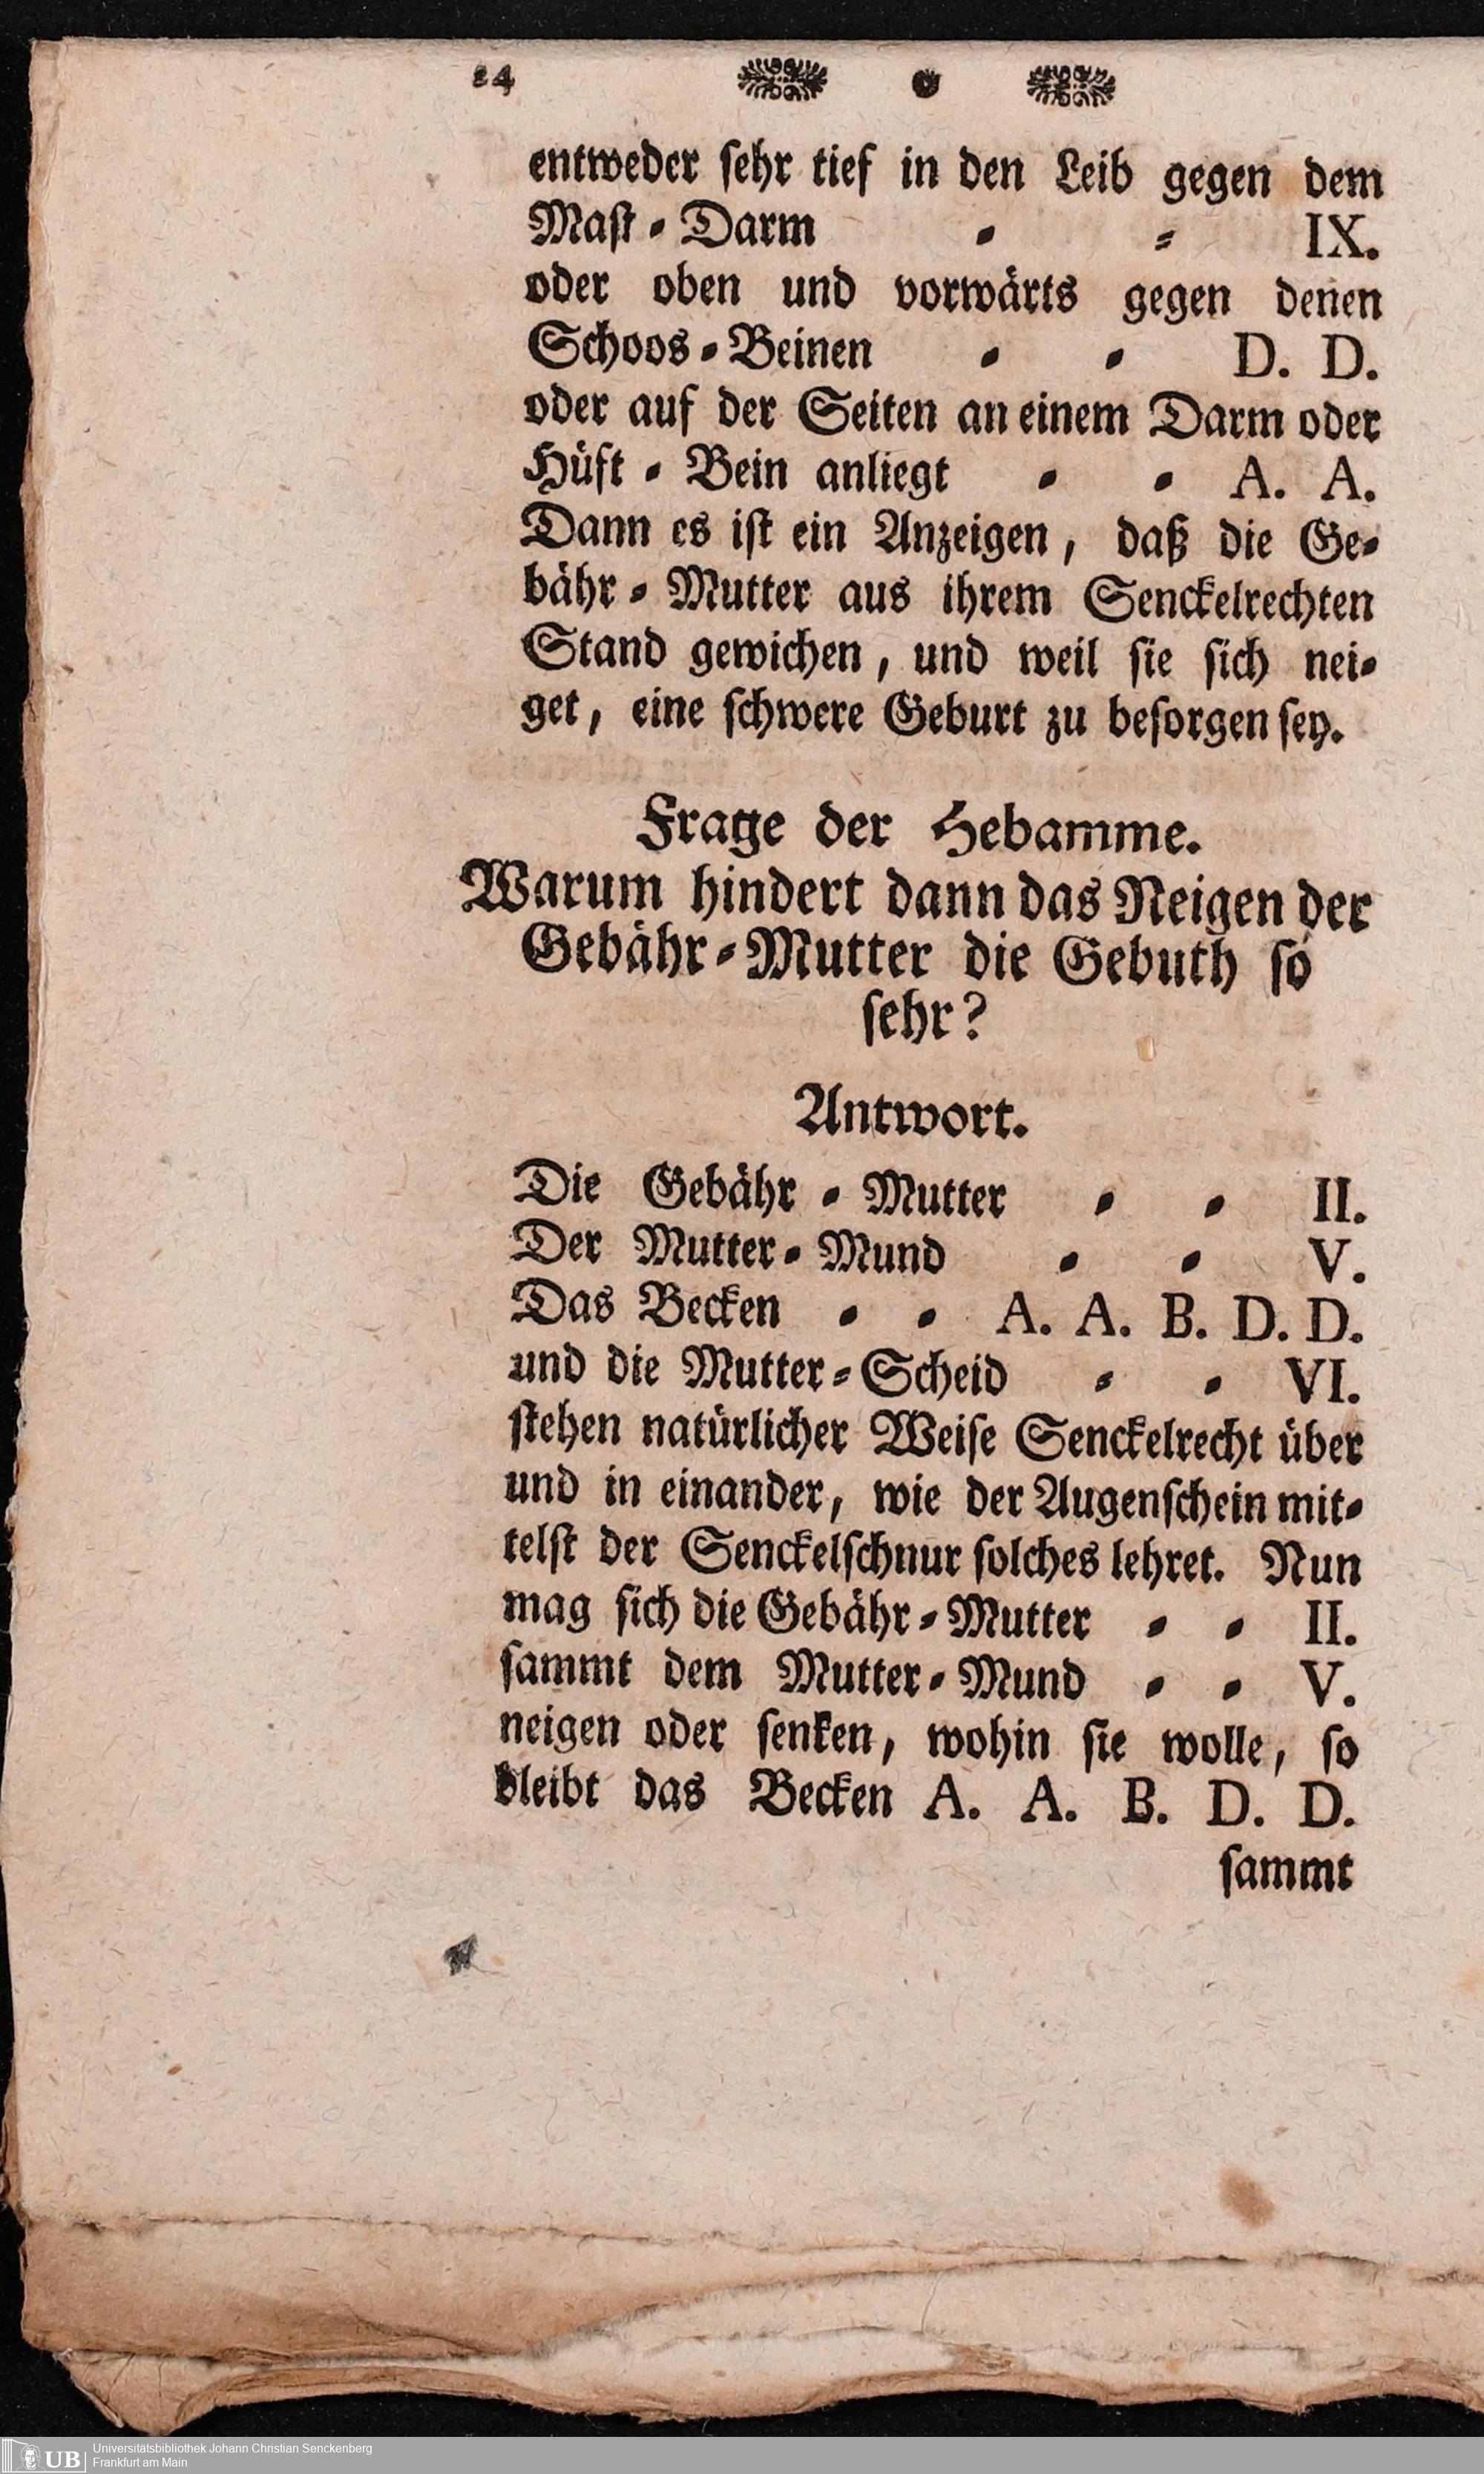 24
entweder ſehr tief in den Leib gegen dem
Maſt⸗Darm ⸗ ⸗ IX.
oder oben und vorwärts gegen denen
Schoos⸗Beinen ⸗ ⸗ D. D.
oder auf der Seiten an einem Darm oder
Hüft⸗Bein anliegt ⸗ ⸗ A. A.
Dann es iſt ein Anzeigen, daß die Ge⸗
bähr⸗Mutter aus ihrem Senckelrechten
Stand gewichen, und weil ſie ſich nei⸗
get, eine ſchwere Geburt zu beſorgen ſey.
Frage der Hebamme.
Warum hindert dann das Neigen der
Gebähr⸗Mutter die Gebuth ſo
ſehr?
Antwort.
Die Gebähr⸗Mutter ⸗ ⸗ II.
Der Mutter⸗Mund ⸗ ⸗ V.
Das Becken ⸗ ⸗ A. A. B. D. D.
und die Mutter⸗Scheid ⸗ ⸗ VI.
ſtehen natürlicher Weiſe Senckelrecht über
und in einander, wie der Augenſchein mit⸗
telſt der Senckelſchnur ſolches lehret. Nun
mag ſich die Gebähr⸗Mutter ⸗ ⸗ II.
ſammt dem Mutter⸗Mund ⸗ ⸗ V.
neigen oder ſenken, wohin ſie wolle, ſo
bleibt das Becken A. A. B. D. D.
ſammt
UB Universitätsbibliothek Johann Christian Senckenberg
Frankfurt am Main